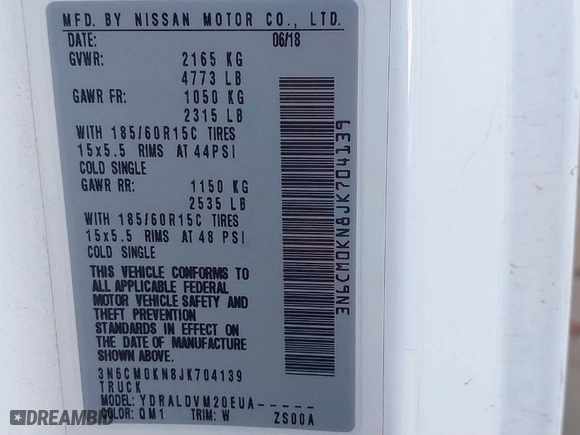 MFD. BY NISSAN MOTOR CO., LTD.
DATE: 06/18
GVWR: 2165 KG
4773 LB
GAWR FR: 1050 KG
2315 LB
WITH 185/60R15C TIRES
15x5.5 RIMS AT 44PSI
COLD SINGLE
GAWR RR: 1150 KG
2535 LB
WITH 185/60R15C TIRES
15x5.5 RIMS AT 48 PSI
COLD SINGLE
THIS VEHICLE CONFORMS TO
ALL APPLICABLE FEDERAL
MOTOR VEHICLE SAFETY AND
THEFT PREVENTION
STANDARDS IN EFFECT ON
THE DATE OF MANUFACTURE
SHOWN ABOVE.
3N6CM0KN8JK704139
TRUCK
MODEL: YDRALDVM20EUA-----
COLOR: QM1 TRIM: W ZS00A
3N6CM0KN8JK704139
DREAMBID